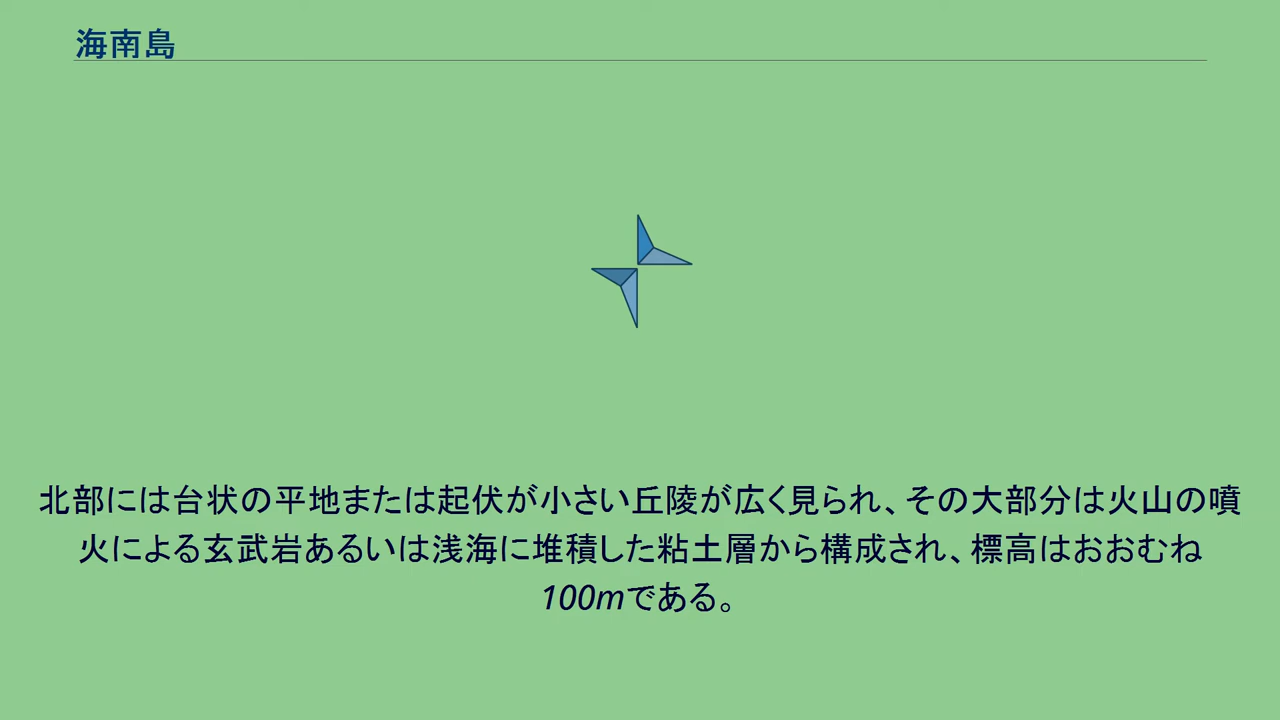 海南島
北部には台状の平地または起伏が小さい丘陵が広く見られ、その大部分は火山の噴
火による玄武岩あるいは浅海に堆積した粘土層から構成され、標高はおおむね
100mである。